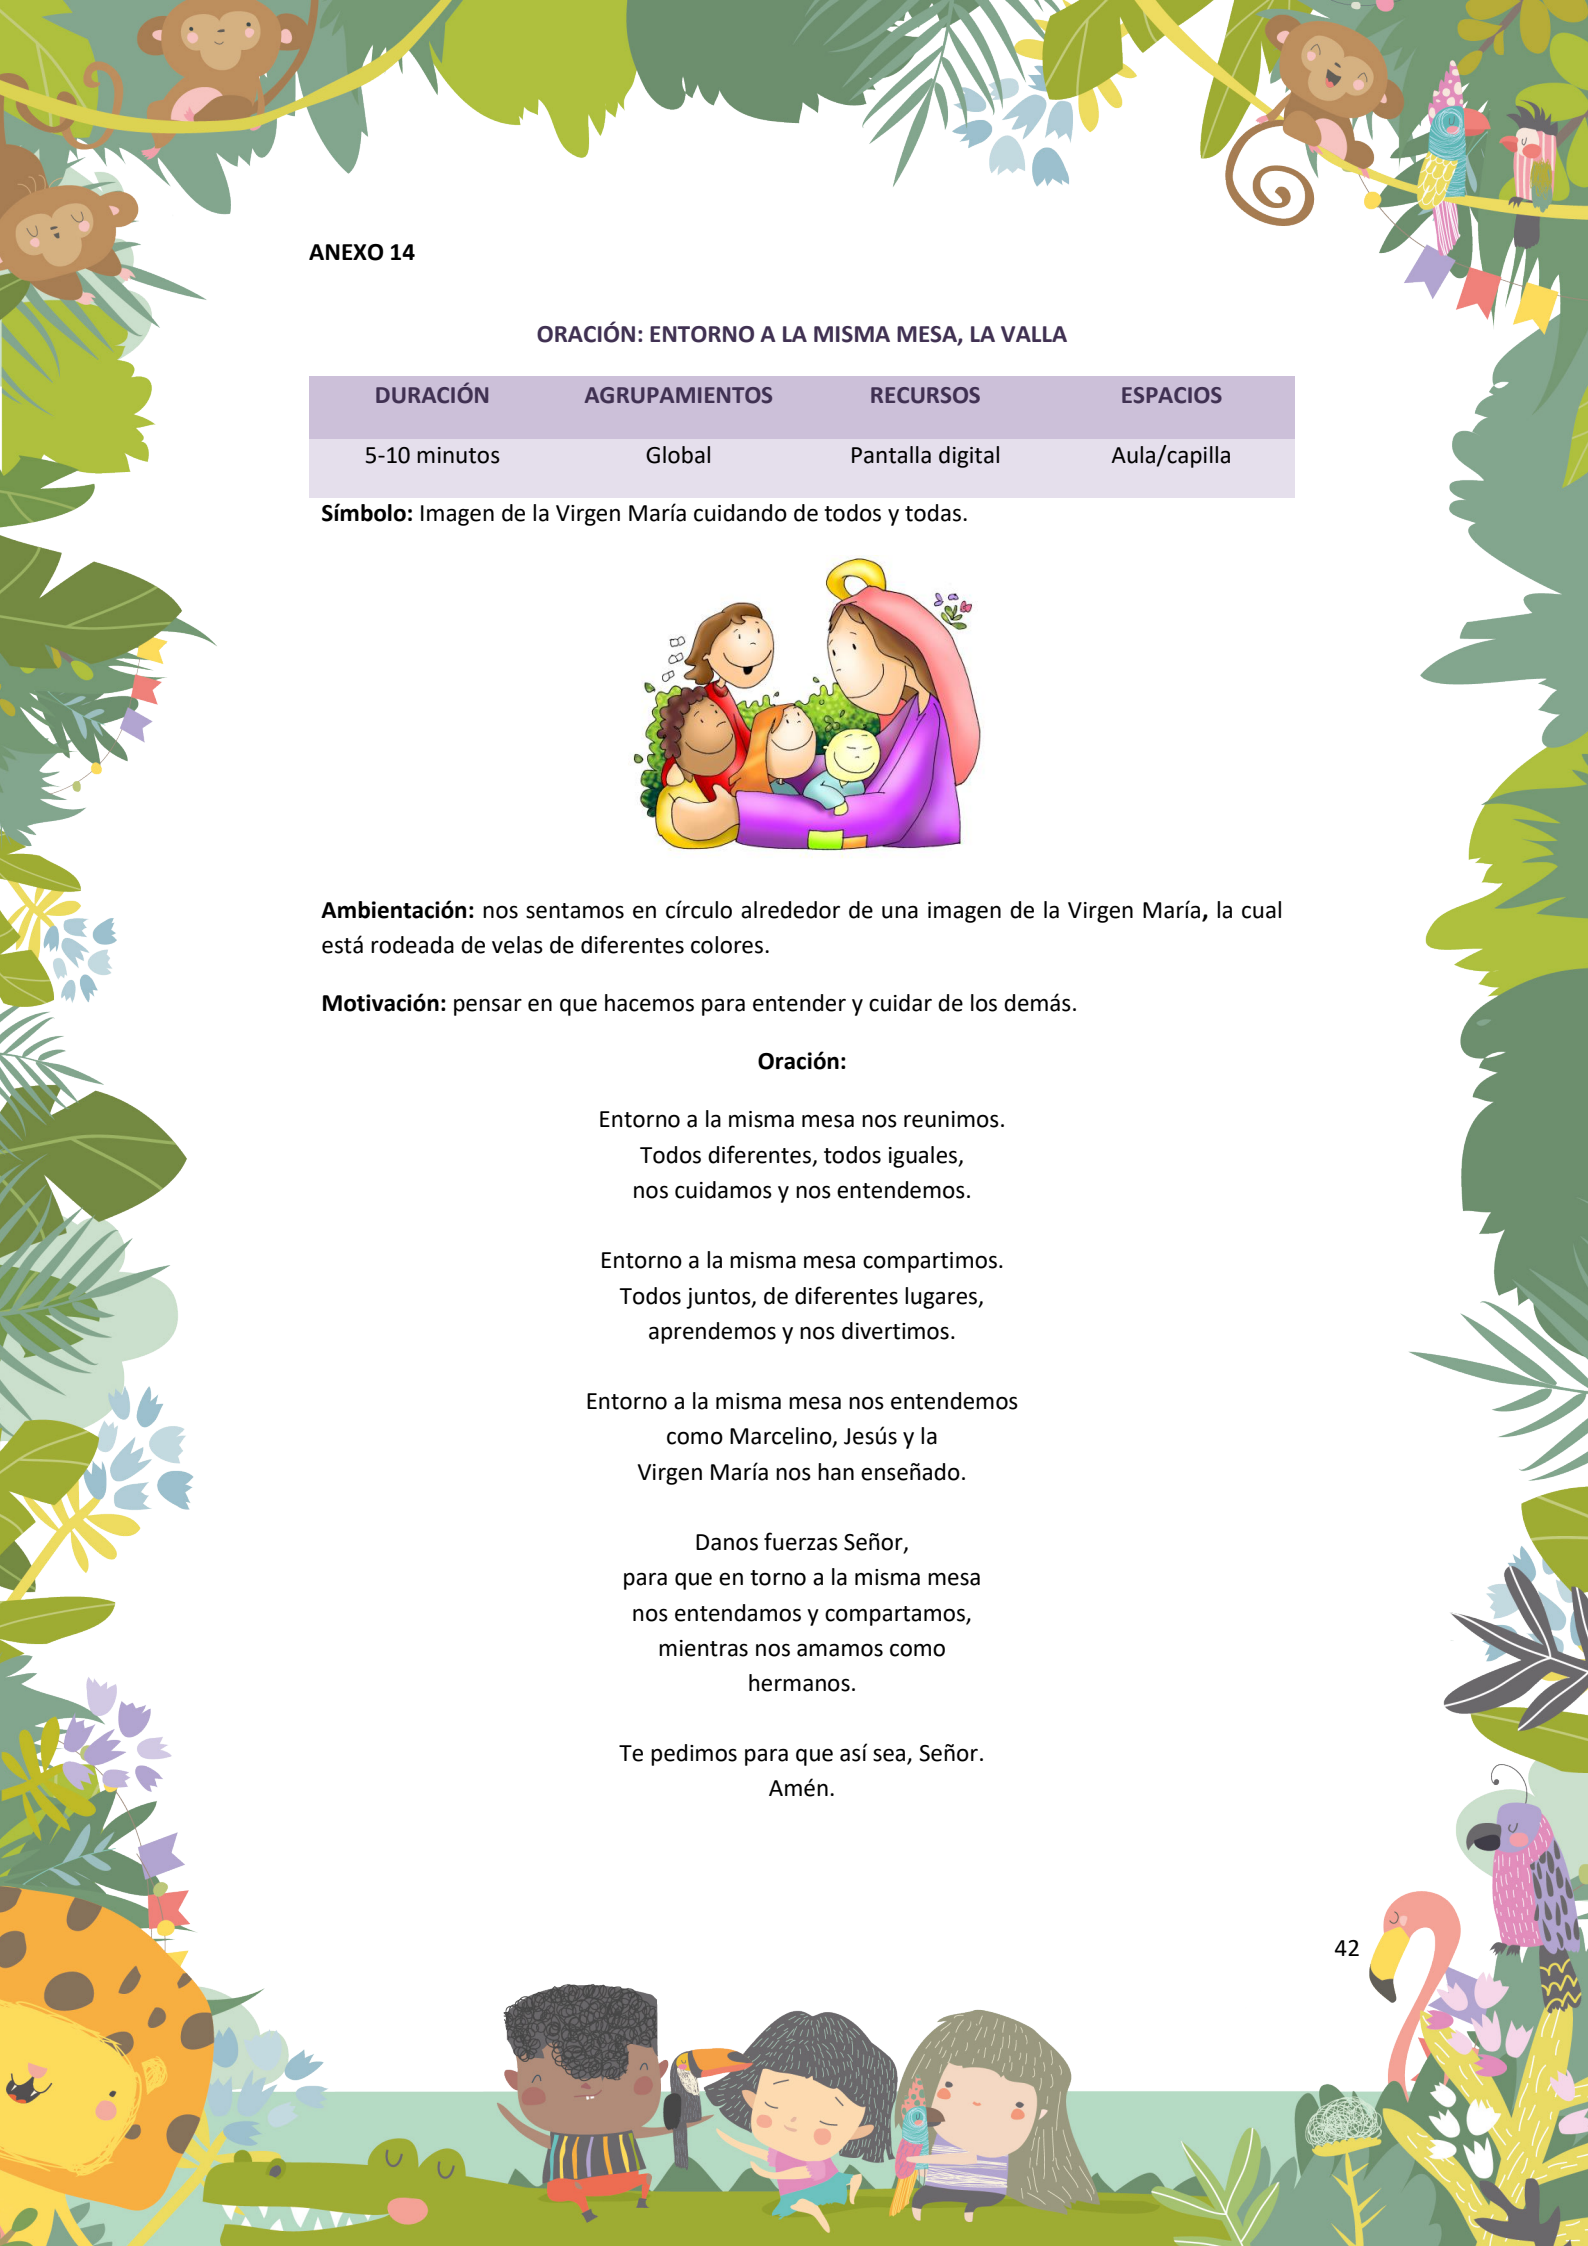 ANEXO 14
ORACIÓN: ENTORNO A LA MISMA MESA, LA VALLA
DURACIÓN AGRUPAMIENTOS RECURSOS ESPACIOS
5-10 minutos Global Pantalla digital Aula/capilla
Símbolo: Imagen de la Virgen María cuidando de todos y todas.
Ambientación: nos sentamos en círculo alrededor de una imagen de la Virgen María, la cual
está rodeada de velas de diferentes colores.
Motivación: pensar en que hacemos para entender y cuidar de los demás.
Oración:
Entorno a la misma mesa nos reunimos.
Todos diferentes, todos iguales,
nos cuidamos y nos entendemos.
Entorno a la misma mesa compartimos.
Todos juntos, de diferentes lugares,
aprendemos y nos divertimos.
Entorno a la misma mesa nos entendemos
como Marcelino, Jesús y la
Virgen María nos han enseñado.
Danos fuerzas Señor,
para que en torno a la misma mesa
nos entendamos y compartamos,
mientras nos amamos como
hermanos.
Te pedimos para que así sea, Señor.
Amén.
42